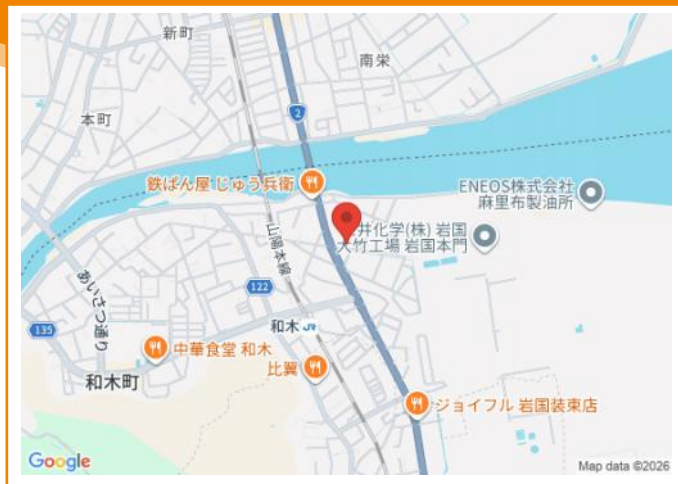 新町
南栄
2
本町
鉄ぱん屋 じゅう兵衛
ENEOS株式会社
麻里布製油所
井化学(株) 岩国
大竹工場 岩国本門
山陽本線
あいさつ通り
122
135
和木 JR
中華食堂 和木
比翼
和木町
ジョイフル 岩国装束店
Google
Map data ©2026